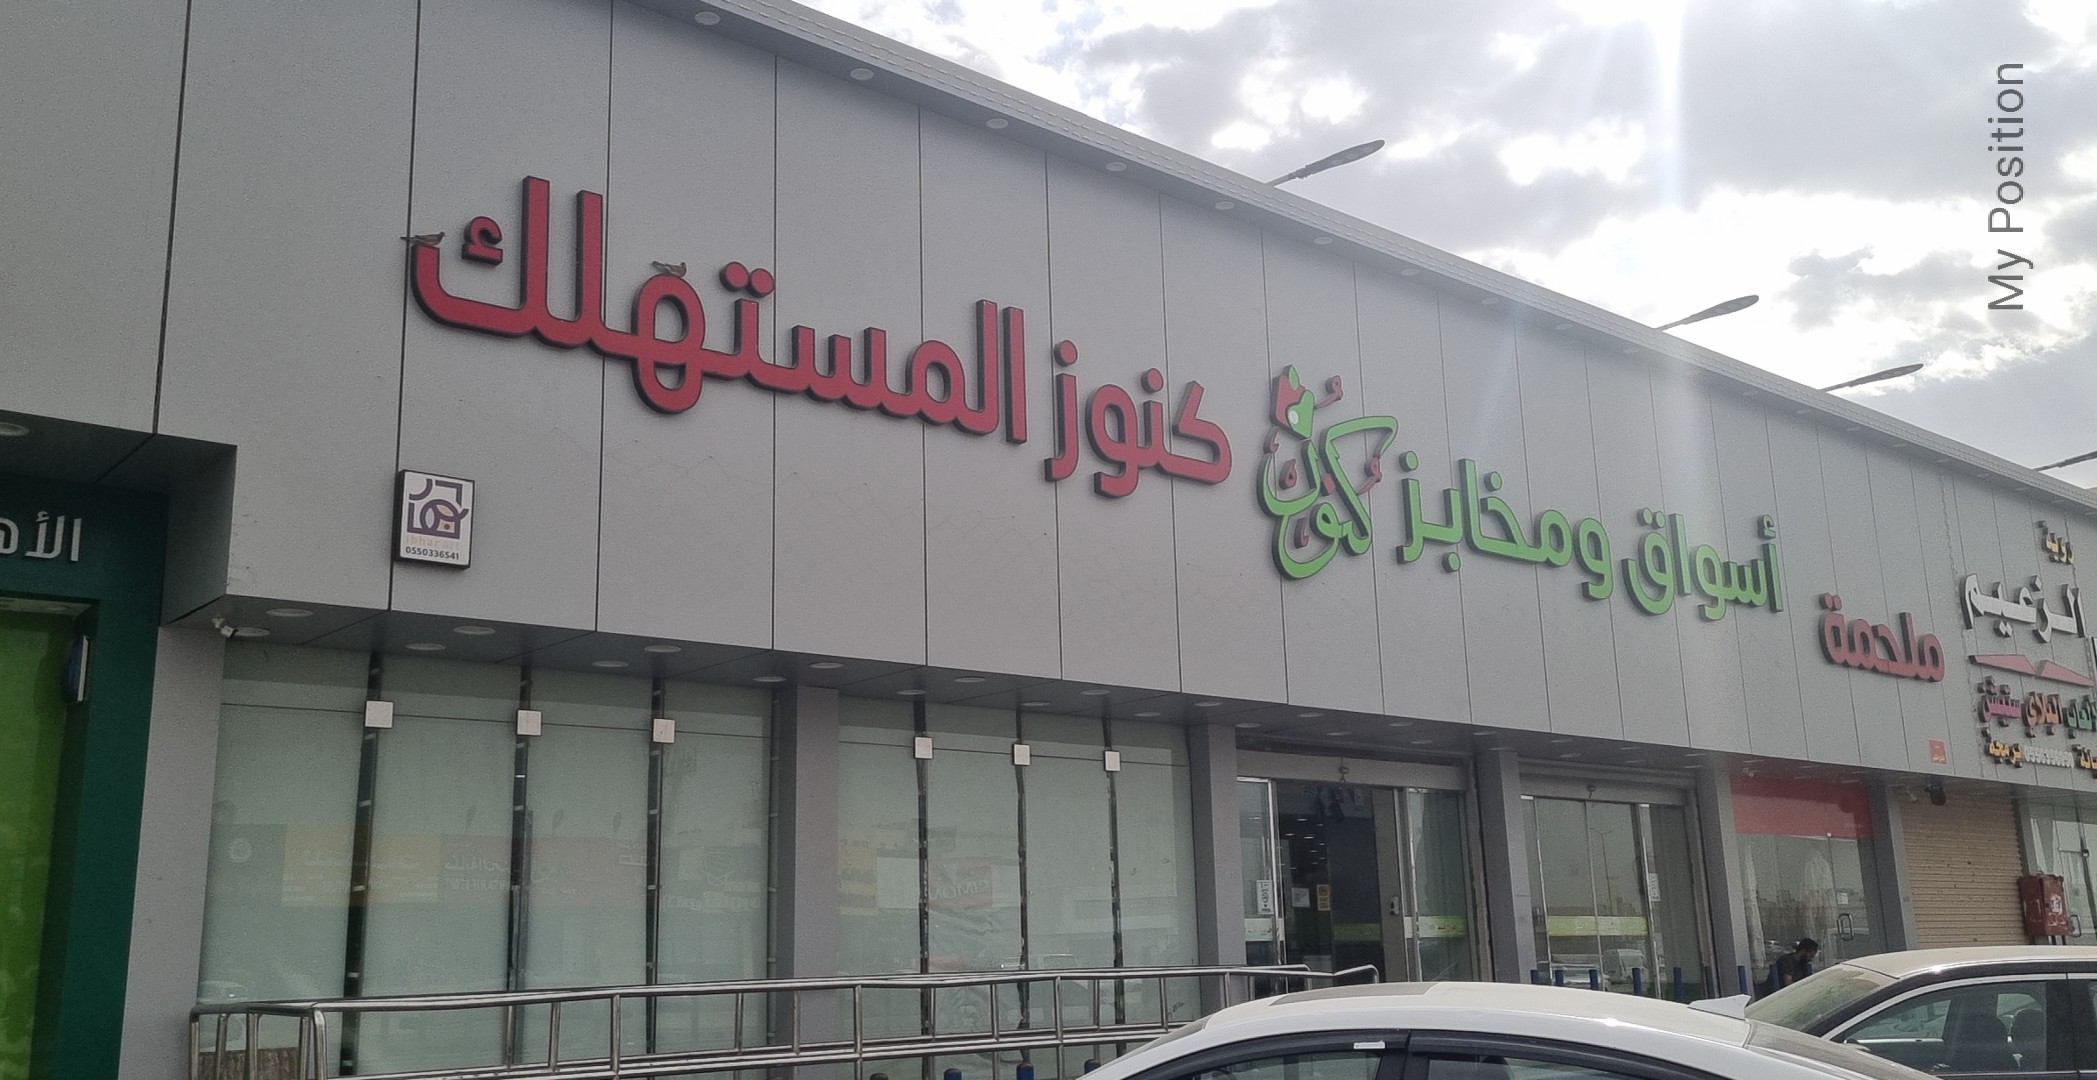 أسواق ومخابز كنوز كنوز المستهلك
ملحمة
الزعيم
0550336541
My Position